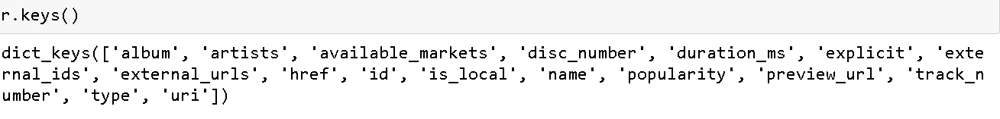 r.keys()
dict_keys(['album', 'artists', 'available_markets', 'disc_number', 'duration_ms', 'explicit', 'exte
rnal_ids', 'external_urls', 'href', 'id', 'is_local', 'name', 'popularity', 'preview_url', 'track_n
umber', 'type', 'uri'])